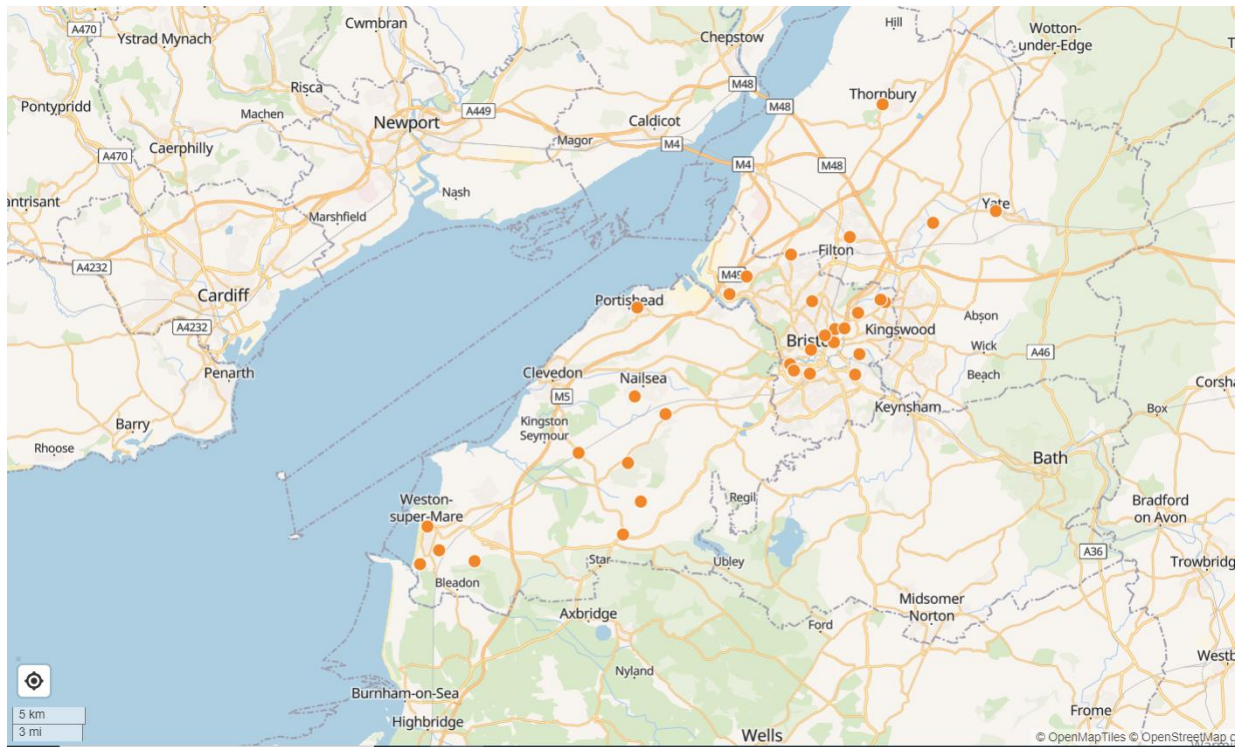 A470
Cwmbran
Hill
Wotton-
under-Edge
Ystrad Mynach
Chepstow
T
Risca
M48
Thornbury
M48
Pontypridd
Machen
A449
Newport
Caldicot
Magor
M4
A470
Caerphilly
M4
M48
Nash
antrisant
Marshfield
Yate
Filton
A4232
M49
Cardiff
Portishead
A4232
Abson
Kingswood
Bristo
Wick
A46
Penarth
Clevedon
Nailsea
Beach
Corsha
M5
Keynsham
Box
Barry
Kingston
Seymour
Rhoose
Bath
Weston-
super-Mare
Regil
Bradford
on Avon
Star
Ubley
A36
Trowbridg
Bleadon
Midsomer
Norton
Axbridge
Ford
Westb
Nyland
Burnham-on-Sea
Frome
5 km
3 mi
Highbridge
Wells
© OpenMapTiles © OpenStreetMap c